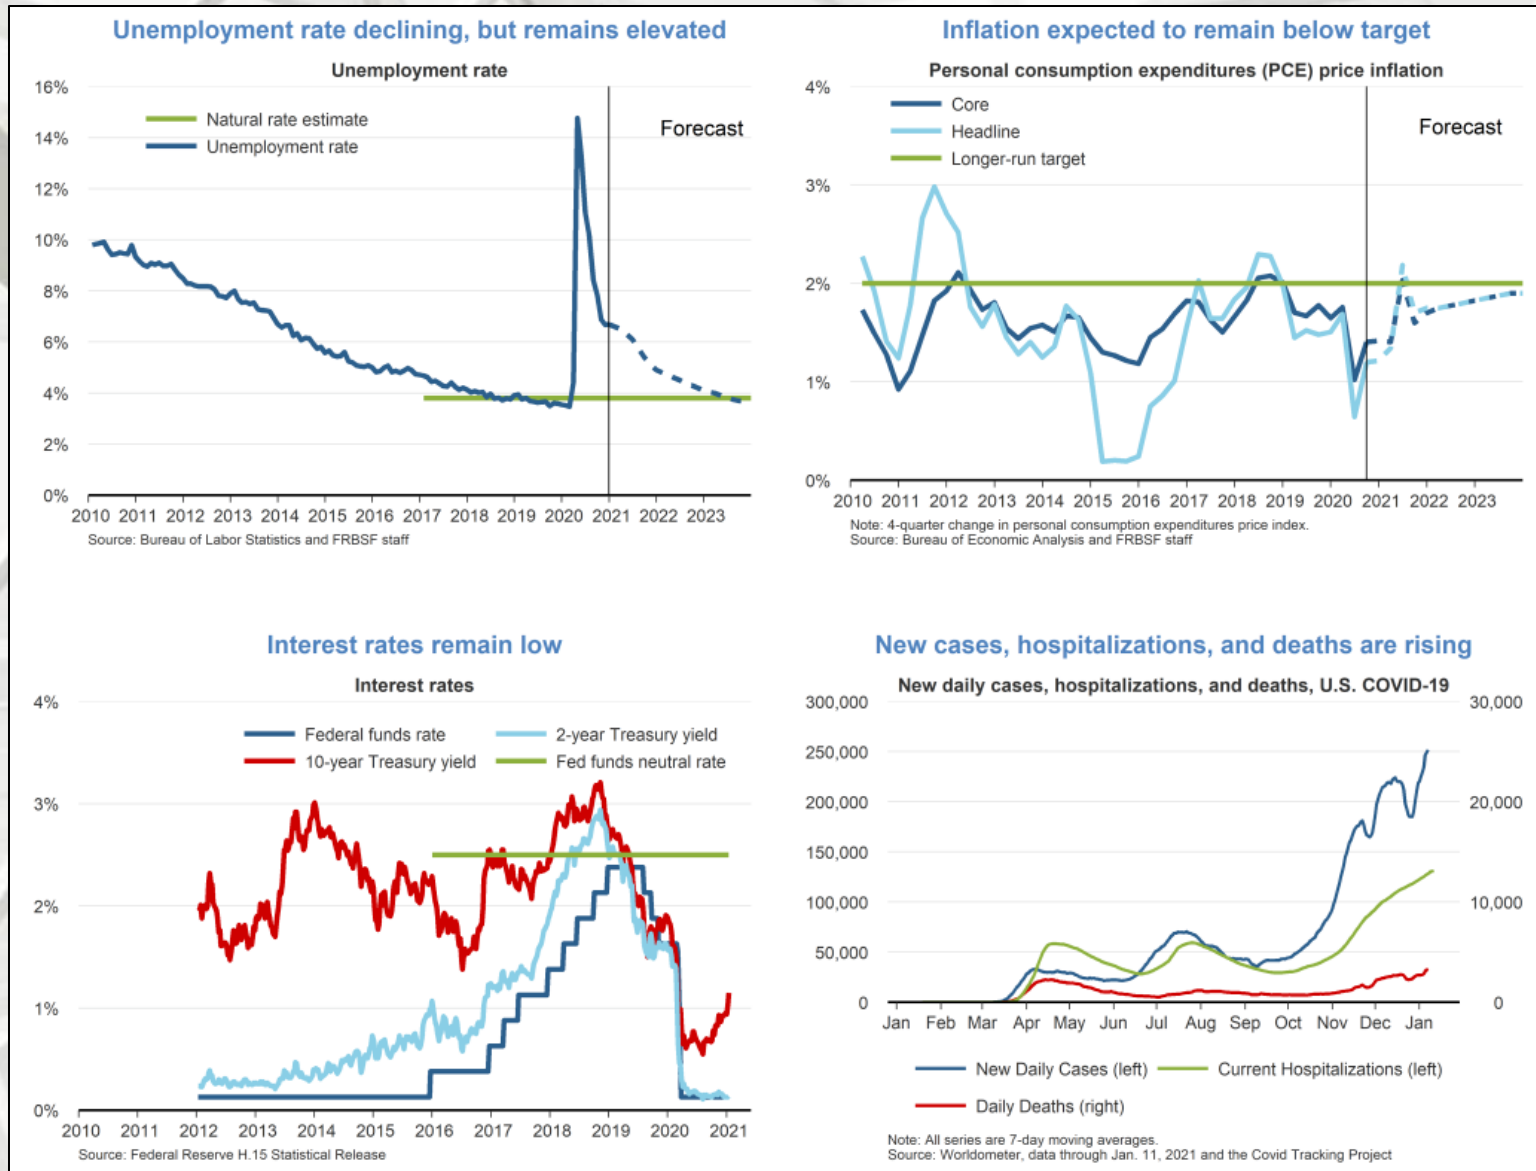 Unemployment rate declining, but remains elevated
Unemployment rate
16%
14%
12%
10%
8%
6%
4%
2%
0%
Natural rate estimate
Unemployment rate
Forecast
2010 2011 2012 2013 2014 2015 2016 2017 2018 2019 2020 2021 2022 2023
Source: Bureau of Labor Statistics and FRBSF staff
Inflation expected to remain below target
Personal consumption expenditures (PCE) price inflation
4%
3%
2%
1%
0%
Core
Headline
Longer-run target
Forecast
2010 2011 2012 2013 2014 2015 2016 2017 2018 2019 2020 2021 2022 2023
Note: 4-quarter change in personal consumption expenditures price index.
Source: Bureau of Economic Analysis and FRBSF staff
Interest rates remain low
Interest rates
4%
3%
2%
1%
0%
Federal funds rate
2-year Treasury yield
10-year Treasury yield
Fed funds neutral rate
2010 2011 2012 2013 2014 2015 2016 2017 2018 2019 2020 2021
Source: Federal Reserve H.15 Statistical Release
New cases, hospitalizations, and deaths are rising
New daily cases, hospitalizations, and deaths, U.S. COVID-19
300,000
250,000
200,000
150,000
100,000
50,000
0
30,000
20,000
10,000
0
Jan Feb Mar Apr May Jun Jul Aug Sep Oct Nov Dec Jan
New Daily Cases (left)
Current Hospitalizations (left)
Daily Deaths (right)
Note: All series are 7-day moving averages.
Source: Worldometer, data through Jan. 11, 2021 and the Covid Tracking Project